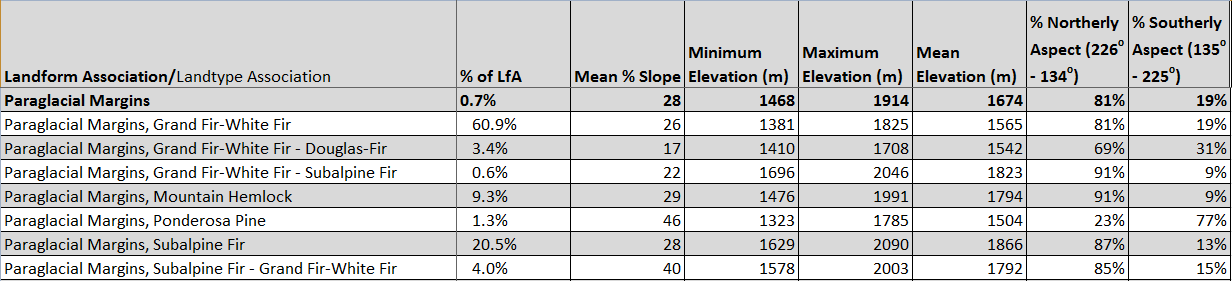 Landform Association/Landtype Association % of LfA Mean % Slope Minimum Elevation (m) Maximum Elevation (m) Mean Elevation (m) % Northerly Aspect (226° - 134°) % Southerly Aspect (135° - 225°)
Paraglacial Margins 0.7% 28 1468 1914 1674 81% 19%
Paraglacial Margins, Grand Fir-White Fir 60.9% 26 1381 1825 1565 81% 19%
Paraglacial Margins, Grand Fir-White Fir - Douglas-Fir 3.4% 17 1410 1708 1542 69% 31%
Paraglacial Margins, Grand Fir-White Fir - Subalpine Fir 0.6% 22 1696 2046 1823 91% 9%
Paraglacial Margins, Mountain Hemlock 9.3% 29 1476 1991 1794 91% 9%
Paraglacial Margins, Ponderosa Pine 1.3% 46 1323 1785 1504 23% 77%
Paraglacial Margins, Subalpine Fir 20.5% 28 1629 2090 1866 87% 13%
Paraglacial Margins, Subalpine Fir - Grand Fir-White Fir 4.0% 40 1578 2003 1792 85% 15%